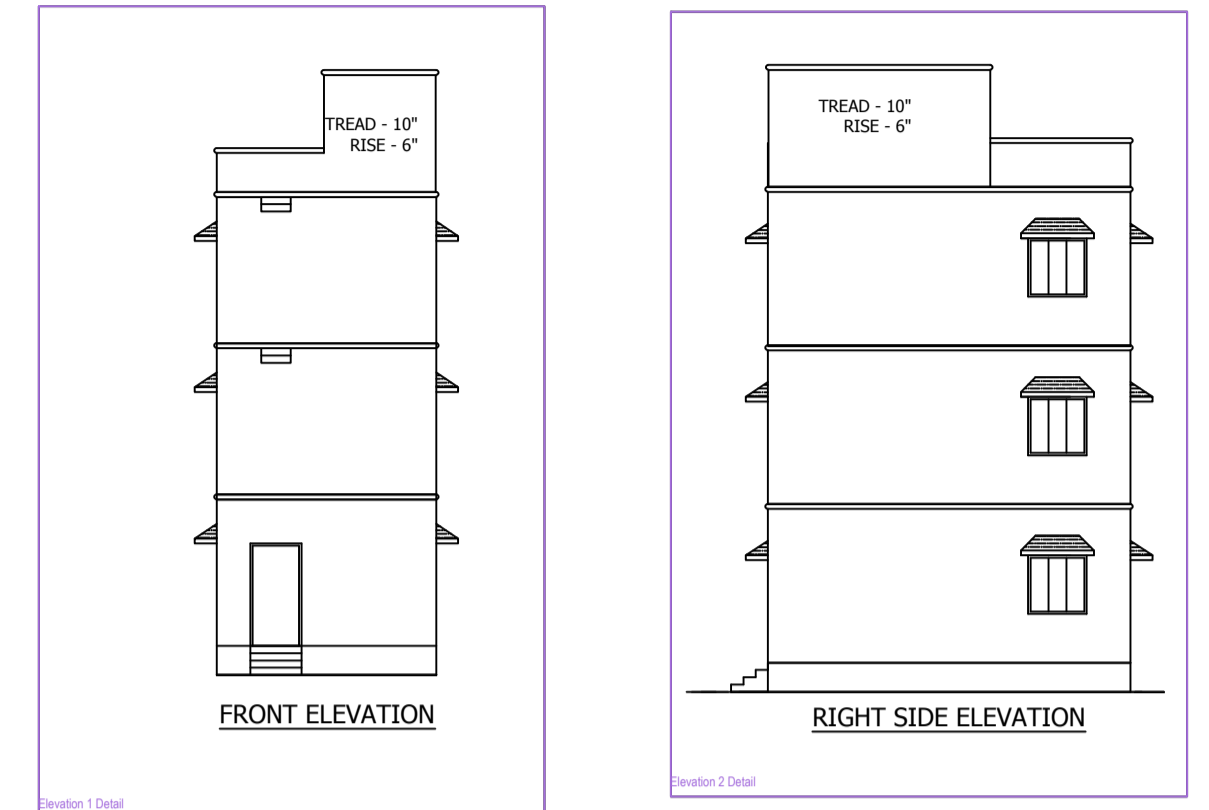 TREAD - 10"
RISE - 6"
FRONT ELEVATION
Elevation 1 Detail
TREAD - 10"
RISE - 6"
RIGHT SIDE ELEVATION
Elevation 2 Detail